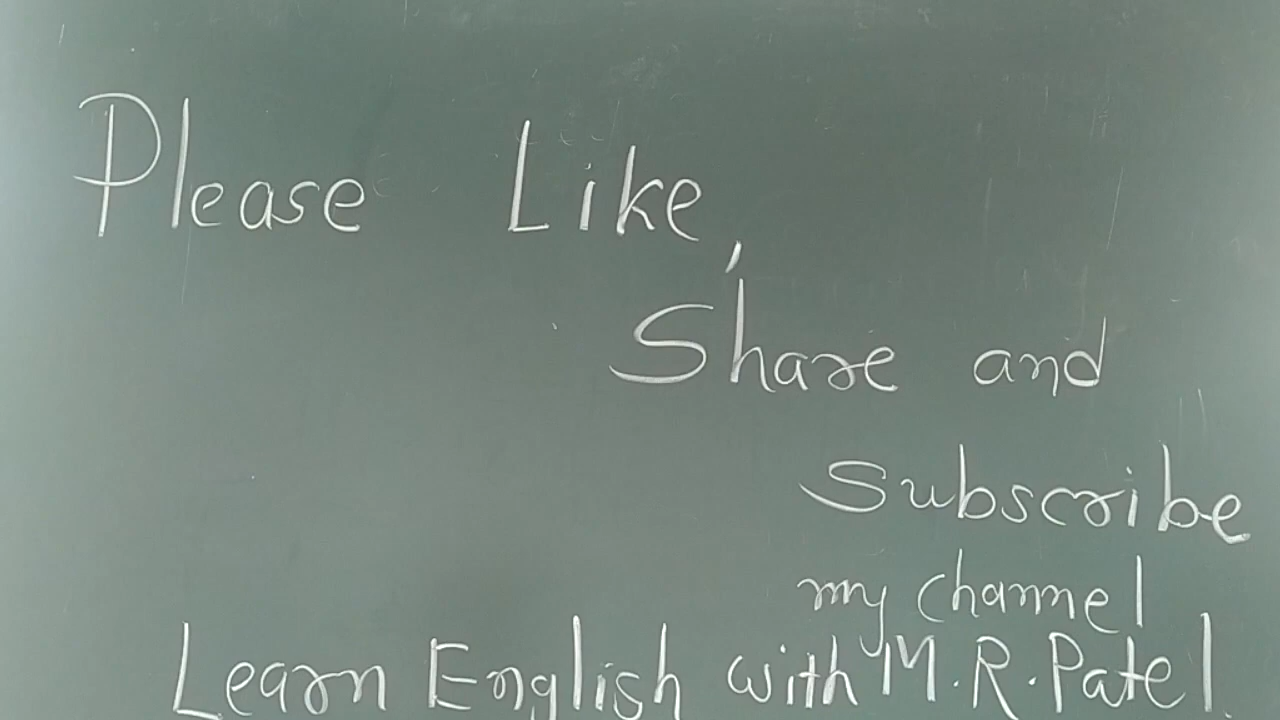 Please Like,
Share and
Subscribe
my channel
Learn English with M.R.Patel.